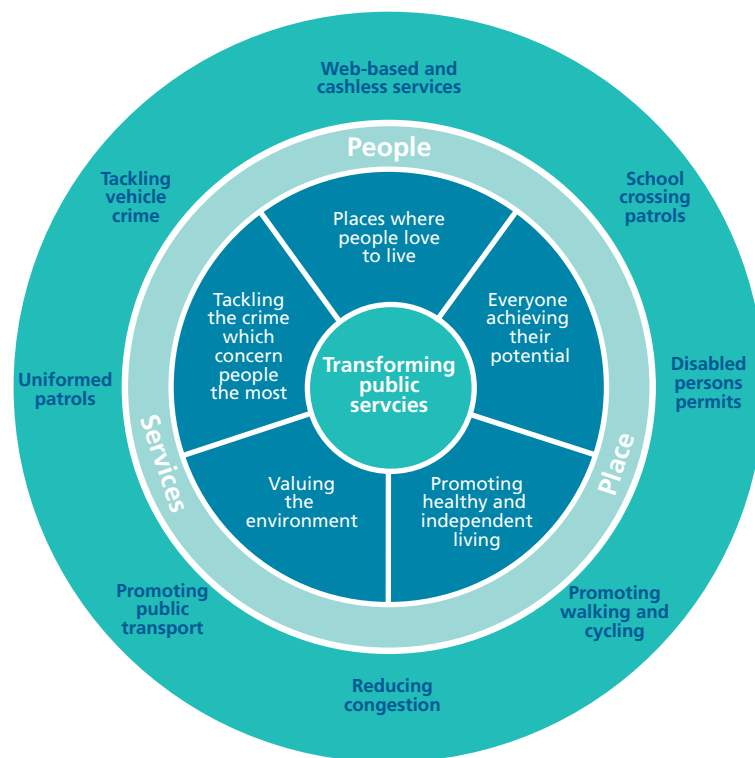 Web-based and
cashless services
People
Tackling
vehicle
crime
School
crossing
patrols
Places where
people love
to live
Tackling
the crime
which
concern
people
the most
Everyone
achieving
their
potential
Transforming
public
servcies
Uniformed
patrols
Disabled
persons
permits
Services
Place
Valuing
the
environment
Promoting
healthy and
independent
living
Promoting
public
transport
Promoting
walking and
cycling
Reducing
congestion